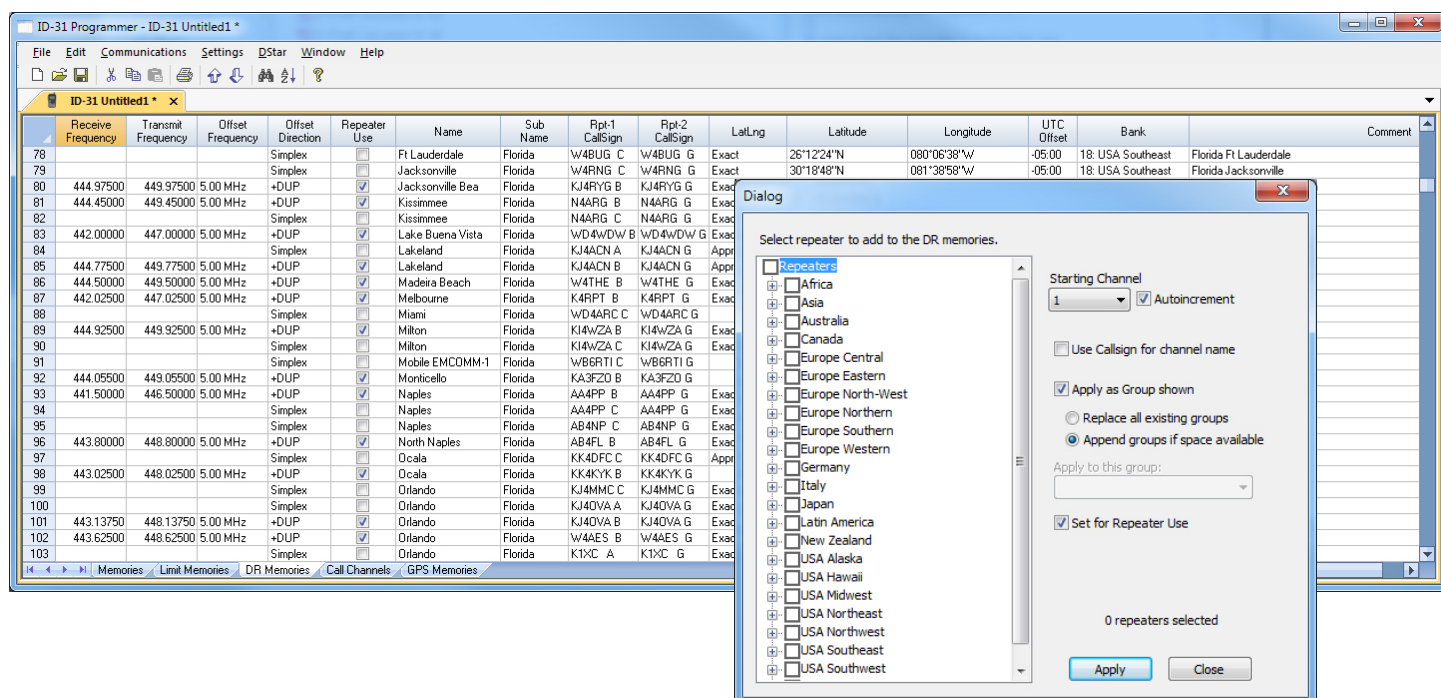 ID-31 Programmer - ID-31 Untitled1 *
File Edit Communications Settings DStar Window Help
ID-31 Untitled1 * x
Receive Frequency Transmit Frequency Offset Frequency Offset Direction Repeater Use Name Sub Name Rpt-1 CallSign Rpt-2 CallSign LatLng Latitude Longitude UTC Offset Bank Comment
78 Simplex Ft Lauderdale Florida W4BUG C W4BUG G Exact 26°12'24"N 080°06'38"W -05:00 18: USA Southeast Florida Ft Lauderdale
79 Simplex Jacksonville Florida W4RNG C W4RNG G Exact 30°18'48"N 081°38'58"W -05:00 18: USA Southeast Florida Jacksonville
80 444.97500 449.97500 5.00 MHz +DUP Jacksonville Bea Florida KJ4RYG B KJ4RYG G
81 444.45000 449.45000 5.00 MHz +DUP Kissimmee Florida N4ARG B N4ARG G
82 Simplex Kissimmee Florida N4ARG C N4ARG G
83 442.00000 447.00000 5.00 MHz +DUP Lake Buena Vista Florida WD4WDW B WD4WDW G
84 Simplex Lakeland Florida KJ4ACN A KJ4ACN G
85 444.77500 449.77500 5.00 MHz +DUP Lakeland Florida KJ4ACN B KJ4ACN G
86 444.50000 449.50000 5.00 MHz +DUP Madeira Beach Florida W4THE B W4THE G
87 442.02500 447.02500 5.00 MHz +DUP Melbourne Florida K4RPT B K4RPT G
88 Simplex Miami Florida WD4ARC C WD4ARC G
89 444.92500 449.92500 5.00 MHz +DUP Milton Florida KI4WZA B KI4WZA G
90 Simplex Milton Florida KI4WZA C KI4WZA G
91 Simplex Mobile EMCOMM-1 Florida WB6RTI C WB6RTI G
92 444.05500 449.05500 5.00 MHz +DUP Monticello Florida KA3FZO B KA3FZO G
93 441.50000 446.50000 5.00 MHz +DUP Naples Florida AA4PP B AA4PP G
94 Simplex Naples Florida AA4PP C AA4PP G
95 Simplex Naples Florida AB4NP C AB4NP G
96 443.80000 448.80000 5.00 MHz +DUP North Naples Florida AB4FL B AB4FL G
97 Simplex Ocala Florida KK4DFC C KK4DFC G
98 443.02500 448.02500 5.00 MHz +DUP Ocala Florida KK4KYK B KK4KYK G
99 Simplex Orlando Florida KJ4MMC C KJ4MMC G
100 Simplex Orlando Florida KJ4OVA A KJ4OVA G
101 443.13750 448.13750 5.00 MHz +DUP Orlando Florida KJ4OVA B KJ4OVA G
102 443.62500 448.62500 5.00 MHz +DUP Orlando Florida W4AES B W4AES G
103 Simplex Orlando Florida K1XC A K1XC G
Memories Limit Memories DR Memories Call Channels GPS Memories
Dialog
Select repeater to add to the DR memories.
Repeaters
Africa
Asia
Australia
Canada
Europe Central
Europe Eastern
Europe North-West
Europe Northern
Europe Southern
Europe Western
Germany
Italy
Japan
Latin America
New Zealand
USA Alaska
USA Hawaii
USA Midwest
USA Northeast
USA Northwest
USA Southeast
USA Southwest
Starting Channel
1 Autoincrement
Use Callsign for channel name
Apply as Group shown
Replace all existing groups
Append groups if space available
Apply to this group:
Set for Repeater Use
0 repeaters selected
Apply Close